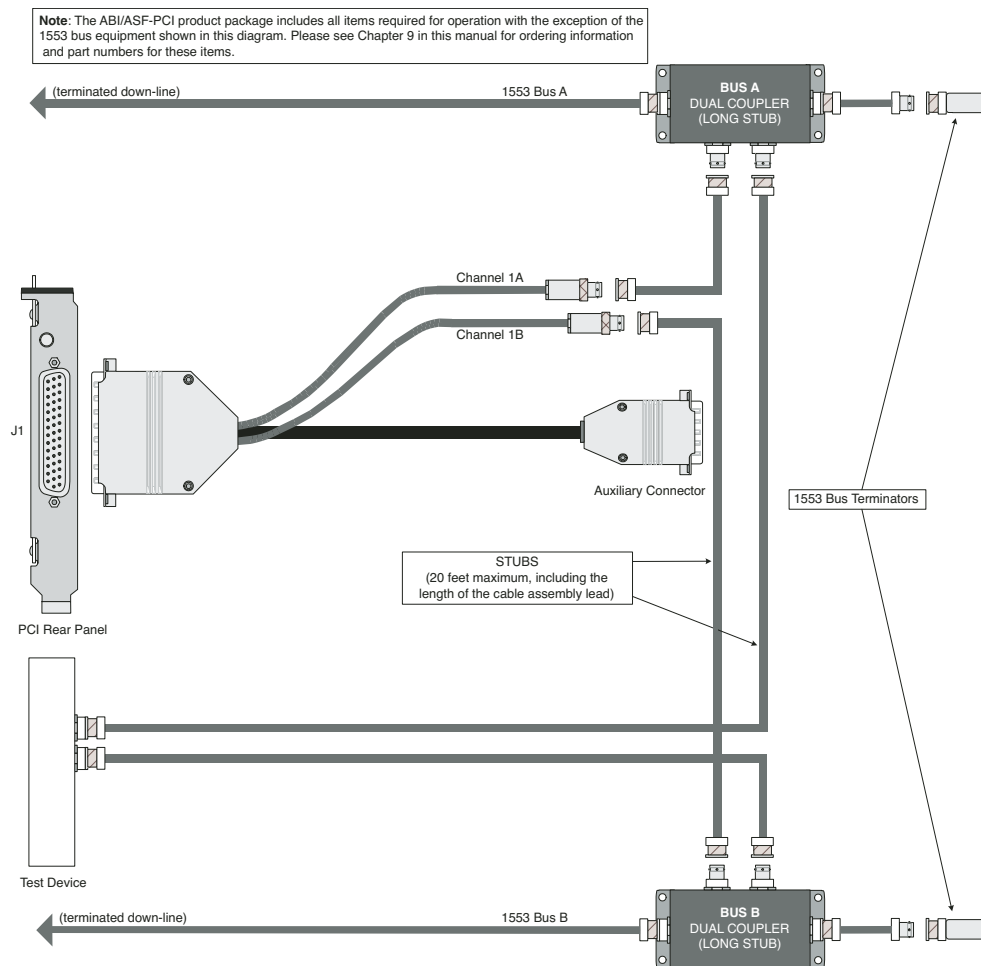 Note: The ABI/ASF-PCI product package includes all items required for operation with the exception of the
1553 bus equipment shown in this diagram. Please see Chapter 9 in this manual for ordering information
and part numbers for these items.
(terminated down-line)
1553 Bus A
BUS A
DUAL COUPLER
(LONG STUB)
Channel 1A
Channel 1B
J1
Auxiliary Connector
1553 Bus Terminators
STUBS
(20 feet maximum, including the
length of the cable assembly lead)
PCI Rear Panel
Test Device
(terminated down-line)
1553 Bus B
BUS B
DUAL COUPLER
(LONG STUB)